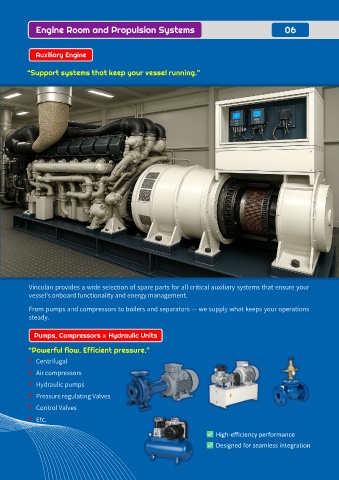 Engine Room and Propulsion Systems
06
Auxiliary Engine
"Support systems that keep your vessel running."
Vinculan provides a wide selection of spare parts for all critical auxiliary systems that ensure your
vessel's onboard functionality and energy management.
From pumps and compressors to boilers and separators — we supply what keeps your operations
steady.
Pumps, Compressors & Hydraulic Units
"Powerful flow. Efficient pressure."
Centrifugal
Air compressors
Hydraulic pumps
Pressure regulating Valves
Control Valves
Etc.
High-efficiency performance
Designed for seamless integration